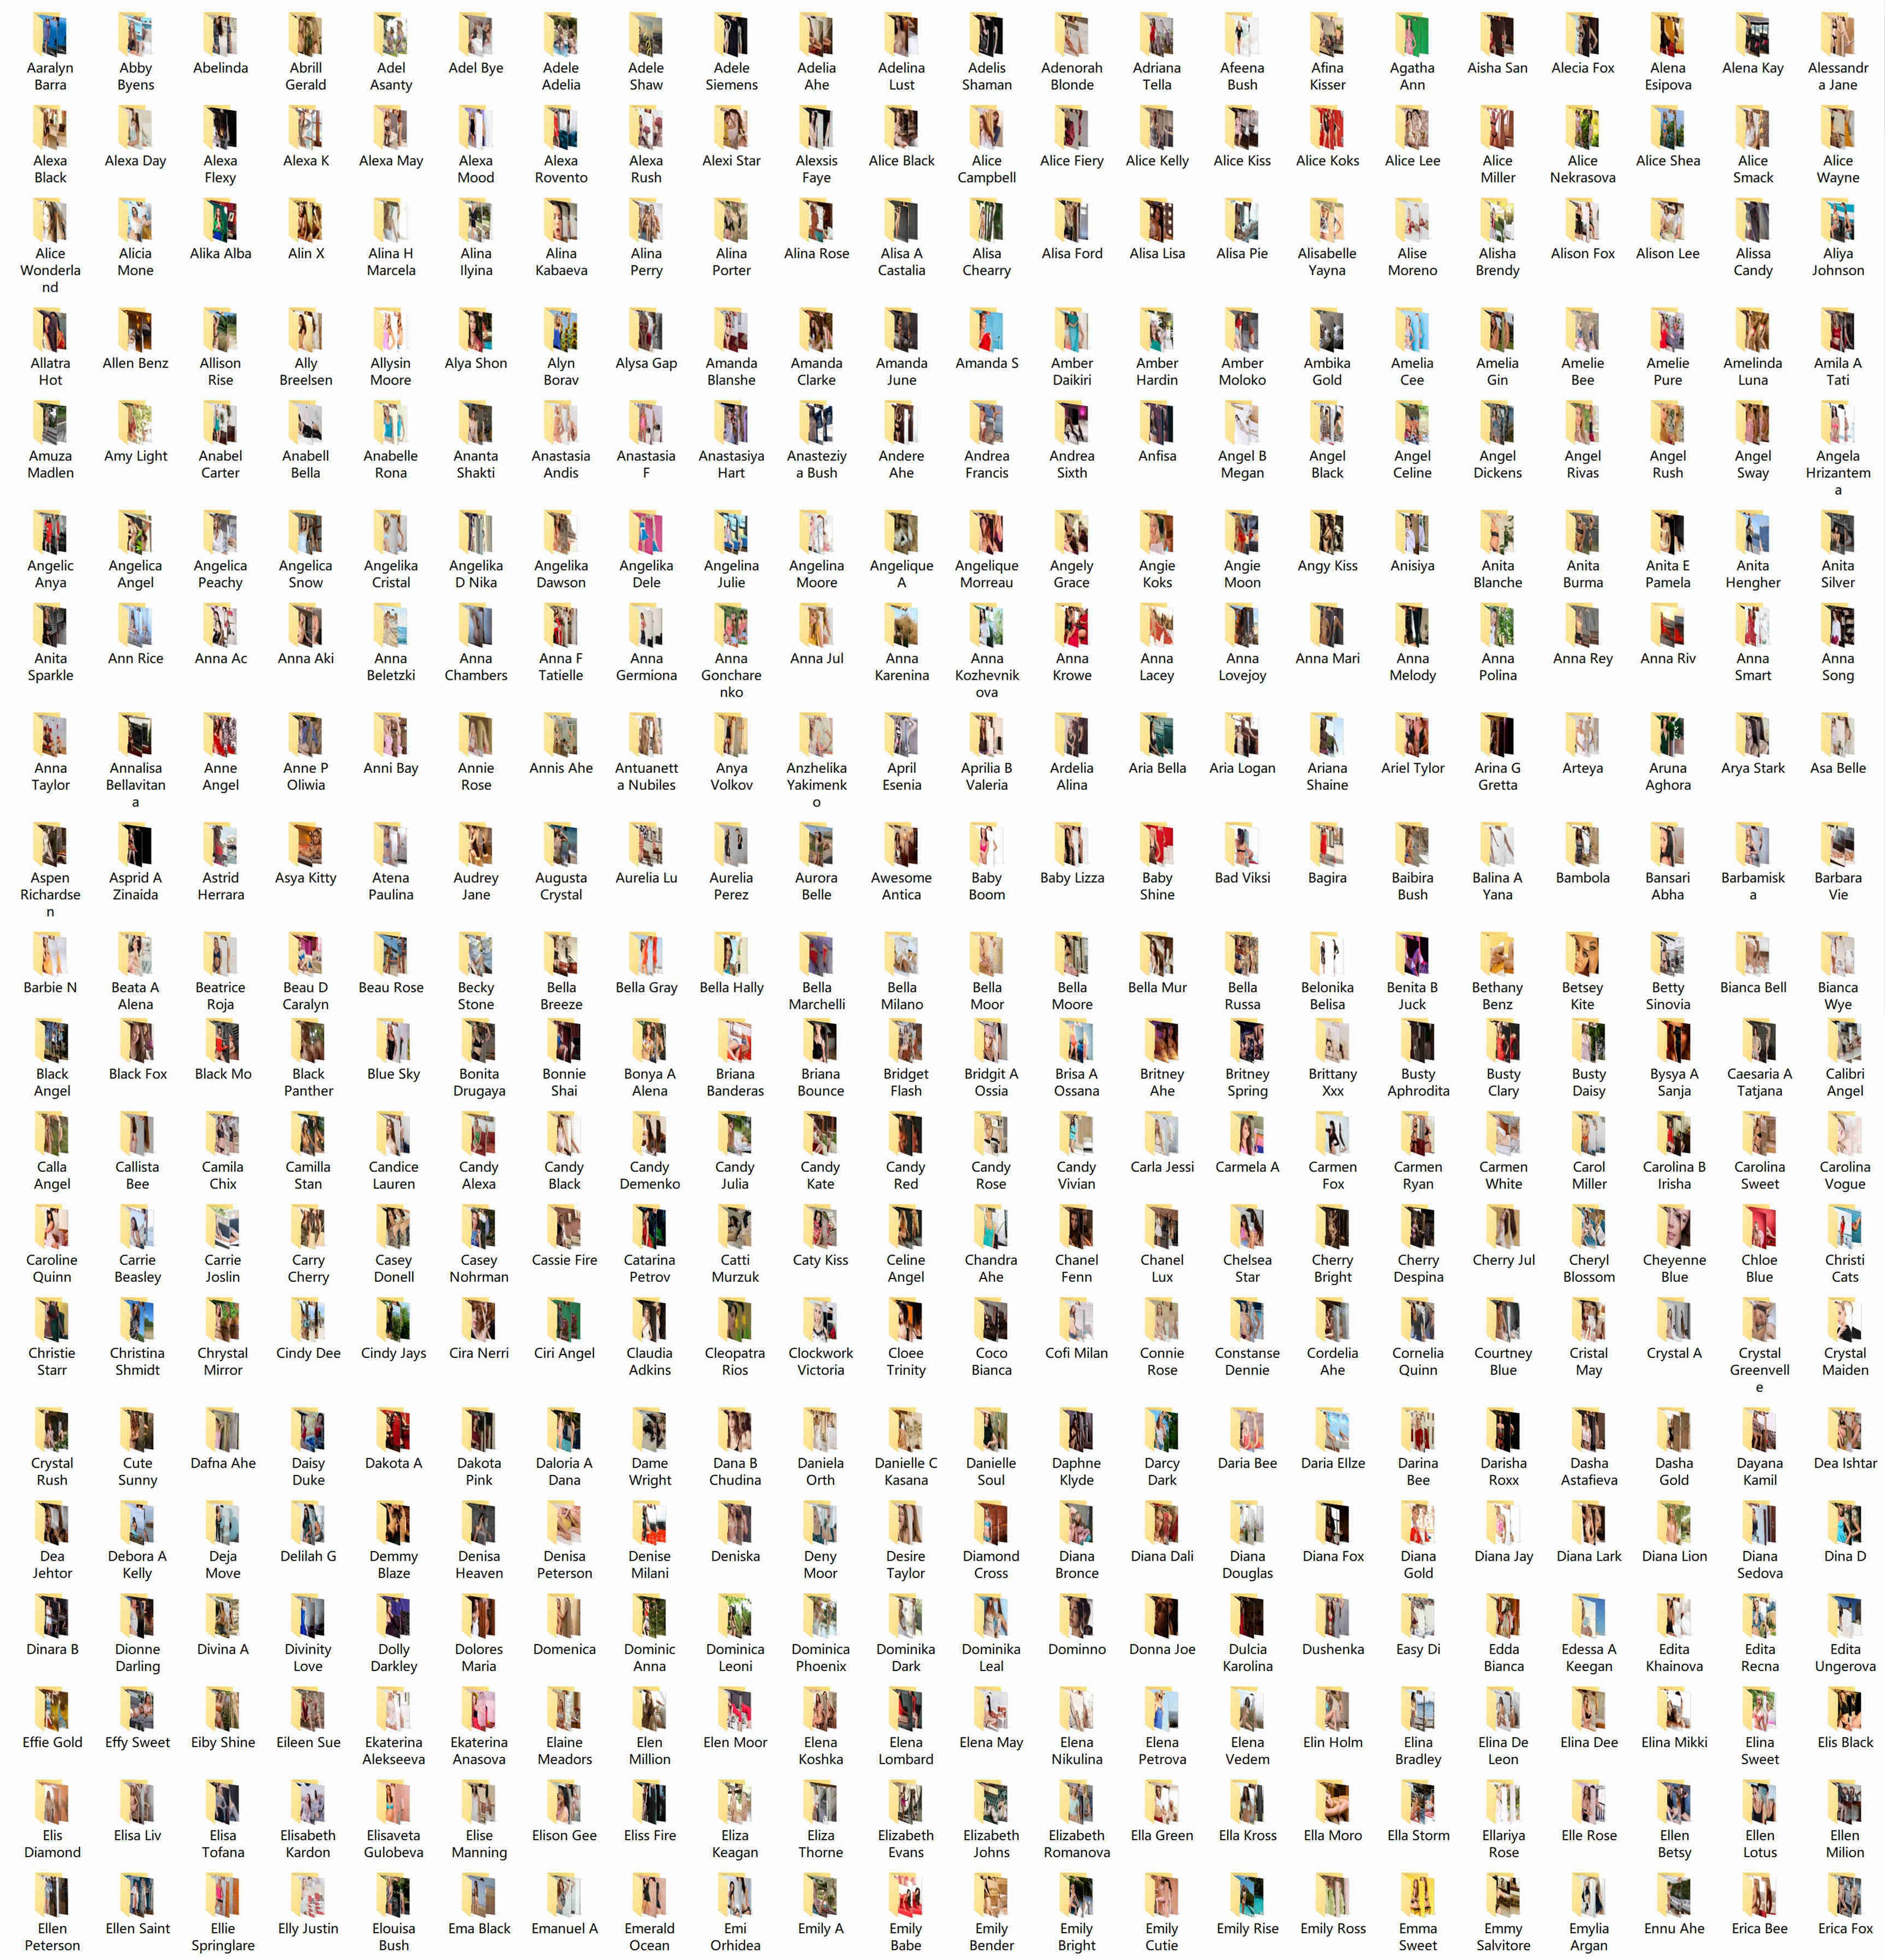 Aaralyn Barra
Abby Byens
Abelinda
Abrill Gerald
Adel Asanty
Adel Bye
Adele Adelia
Adele Shaw
Adele Siemens
Adelia Ahe
Adelina Lust
Adelis Shaman
Adenorah Blonde
Adriana Tella
Afeena Bush
Afina Kisser
Agatha Ann
Aisha San
Alecia Fox
Alena Esipova
Alena Kay
Alessandra Jane
Alexa Black
Alexa Day
Alexa Flexy
Alexa K
Alexa May
Alexa Mood
Alexa Rovento
Alexa Rush
Alexi Star
Alexsis Faye
Alice Black
Alice Campbell
Alice Fiery
Alice Kelly
Alice Kiss
Alice Koks
Alice Lee
Alice Miller
Alice Nekrasova
Alice Shea
Alice Smack
Alice Wayne
Alice Wonderland
Alicia Mone
Alika Alba
Alin X
Alina H Marcela
Alina Ilyina
Alina Kabaeva
Alina Perry
Alina Porter
Alina Rose
Alisa A Castalia
Alisa Chearry
Alisa Ford
Alisa Lisa
Alisa Pie
Alisabelle Yayna
Alise Moreno
Alisha Brendy
Alison Fox
Alison Lee
Alissa Candy
Aliya Johnson
Allatra Hot
Allen Benz
Allison Rise
Ally Breelsen
Allysin Moore
Alya Shon
Alyn Borav
Alysa Gap
Amanda Blanshe
Amanda Clarke
Amanda June
Amanda S
Amber Daikiri
Amber Hardin
Amber Moloko
Ambika Gold
Amelia Cee
Amelia Gin
Amelie Bee
Amelie Pure
Amelinda Luna
Amila A Tati
Amuza Madlen
Amy Light
Anabel Carter
Anabell Bella
Anabelle Rona
Ananta Shakti
Anastasia Andis
Anastasia F
Anastasiya Hart
Anasteziya Bush
Andere Ahe
Andrea Francis
Andrea Sixth
Anfisa
Angel B Megan
Angel Black
Angel Celine
Angel Dickens
Angel Rivas
Angel Rush
Angel Sway
Angela Hrizantema
Angelic Anya
Angelica Angel
Angelica Peachy
Angelica Snow
Angelika Cristal
Angelika D Nika
Angelika Dawson
Angelika Dele
Angelina Julie
Angelina Moore
Angelique A
Angelique Morreau
Angely Grace
Angie Koks
Angie Moon
Angy Kiss
Anisiya
Anita Blanche
Anita Burma
Anita E Pamela
Anita Hengher
Anita Silver
Anita Sparkle
Ann Rice
Anna Ac
Anna Aki
Anna Beletzki
Anna Chambers
Anna F Tatielle
Anna Germiona
Anna Goncharenko
Anna Jul
Anna Karenina
Anna Kozhevnikova
Anna Krowe
Anna Lacey
Anna Lovejoy
Anna Mari
Anna Melody
Anna Polina
Anna Rey
Anna Riv
Anna Smart
Anna Song
Anna Taylor
Annalisa Bellavitana
Anne Angel
Anne P Oliwia
Anni Bay
Annie Rose
Annis Ahe
Antuanetta Nubiles
Anya Volkov
Anzhelika Yakimenko
April Esenia
Aprilia B Valeria
Ardelia Alina
Aria Bella
Aria Logan
Ariana Shaine
Ariel Tylor
Arina G Gretta
Arteya
Aruna Aghora
Arya Stark
Asa Belle
Aspen Richardsen
Asprid A Zinaida
Astrid Herrara
Asya Kitty
Atena Paulina
Audrey Jane
Augusta Crystal
Aurelia Lu
Aurelia Perez
Aurora Belle
Awesome Antica
Baby Boom
Baby Lizza
Baby Shine
Bad Viksi
Bagira
Baibira Bush
Balina A Yana
Bambola
Bansari Abha
Barbamiska
Barbara Vie
Barbie N
Beata A Alena
Beatrice Roja
Beau D Caralyn
Beau Rose
Becky Stone
Bella Breeze
Bella Gray
Bella Hally
Bella Marchelli
Bella Milano
Bella Moor
Bella Moore
Bella Mur
Bella Russa
Belonika Belisa
Benita B Juck
Bethany Benz
Betsey Kite
Betty Sinovia
Bianca Bell
Bianca Wye
Black Angel
Black Fox
Black Mo
Black Panther
Blue Sky
Bonita Drugaya
Bonnie Shai
Bonya A Alena
Briana Banderas
Briana Bounce
Bridget Flash
Bridgit A Ossia
Brisa A Ossana
Britney Ahe
Britney Spring
Brittany Xxx
Busty Aphrodita
Busty Clary
Busty Daisy
Bysya A Sanja
Caesaria A Tatjana
Calibri Angel
Calla Angel
Callista Bee
Camila Chix
Camilla Stan
Candice Lauren
Candy Alexa
Candy Black
Candy Demenko
Candy Julia
Candy Kate
Candy Red
Candy Rose
Candy Vivian
Carla Jessi
Carmela A
Carmen Fox
Carmen Ryan
Carmen White
Carol Miller
Carolina B Irisha
Carolina Sweet
Carolina Vogue
Caroline Quinn
Carrie Beasley
Carrie Joslin
Carry Cherry
Casey Donell
Casey Nohrman
Cassie Fire
Catarina Petrov
Catti Murzuk
Caty Kiss
Celine Angel
Chandra Ahe
Chanel Fenn
Chanel Lux
Chelsea Star
Cherry Bright
Cherry Despina
Cherry Jul
Cheryl Blossom
Cheyenne Blue
Chloe Blue
Christi Cats
Christie Starr
Christina Shmidt
Chrystal Mirror
Cindy Dee
Cindy Jays
Cira Nerri
Ciri Angel
Claudia Adkins
Cleopatra Rios
Clockwork Victoria
Cloee Trinity
Coco Bianca
Cofi Milan
Connie Rose
Constanse Dennie
Cordelia Ahe
Cornelia Quinn
Courtney Blue
Cristal May
Crystal A
Crystal Greenvelle
Crystal Maiden
Crystal Rush
Cute Sunny
Dafna Ahe
Daisy Duke
Dakota A
Dakota Pink
Daloria A Dana
Dame Wright
Dana B Chudina
Daniela Orth
Danielle C Kasana
Danielle Soul
Daphne Klyde
Darcy Dark
Daria Bee
Daria Ellze
Darina Bee
Darisha Roxx
Dasha Astafieva
Dasha Gold
Dayana Kamil
Dea Ishtar
Dea Jehtor
Debora A Kelly
Deja Move
Delilah G
Demmy Blaze
Denisa Heaven
Denisa Peterson
Denise Milani
Deniska
Deny Moor
Desire Taylor
Diamond Cross
Diana Bronce
Diana Dali
Diana Douglas
Diana Fox
Diana Gold
Diana Jay
Diana Lark
Diana Lion
Diana Sedova
Dina D
Dinara B
Dionne Darling
Divina A
Divinity Love
Dolly Darkley
Dolores Maria
Domenica
Dominic Anna
Dominica Leoni
Dominica Phoenix
Dominika Dark
Dominika Leal
Dominno
Donna Joe
Dulcia Karolina
Dushenka
Easy Di
Edda Bianca
Edessa A Keegan
Edita Khainova
Edita Recna
Edita Ungerova
Effie Gold
Effy Sweet
Eiby Shine
Eileen Sue
Ekaterina Alekseeva
Ekaterina Anasova
Elaine Meadors
Elen Million
Elen Moor
Elena Koshka
Elena Lombard
Elena May
Elena Nikulina
Elena Petrova
Elena Vedem
Elin Holm
Elina Bradley
Elina De Leon
Elina Dee
Elina Mikki
Elina Sweet
Elis Black
Elis Diamond
Elisa Liv
Elisa Tofana
Elisabeth Kardon
Elisaveta Gulobeva
Elise Manning
Elison Gee
Eliss Fire
Eliza Keagan
Eliza Thorne
Elizabeth Evans
Elizabeth Johns
Elizabeth Romanova
Ella Green
Ella Kross
Ella Moro
Ella Storm
Ellariya Rose
Elle Rose
Ellen Betsy
Ellen Lotus
Ellen Milion
Ellen Peterson
Ellen Saint
Ellie Springlare
Elly Justin
Elouisa Bush
Ema Black
Emanuel A
Emerald Ocean
Emi Orhidea
Emily A
Emily Babe
Emily Bender
Emily Bright
Emily Cutie
Emily Rise
Emily Ross
Emma Sweet
Emmy Salvitore
Emylia Argan
Ennu Ahe
Erica Bee
Erica Fox